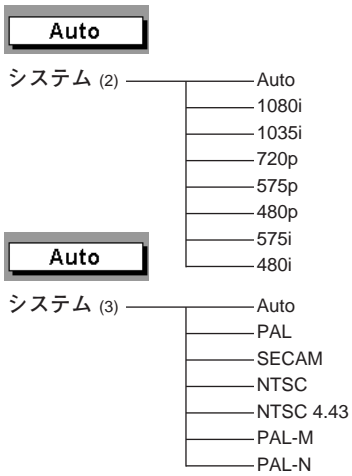 Auto
システム (2)
Auto
1080i
1035i
720p
575p
480p
575i
480i
Auto
システム (3)
Auto
PAL
SECAM
NTSC
NTSC 4.43
PAL-M
PAL-N